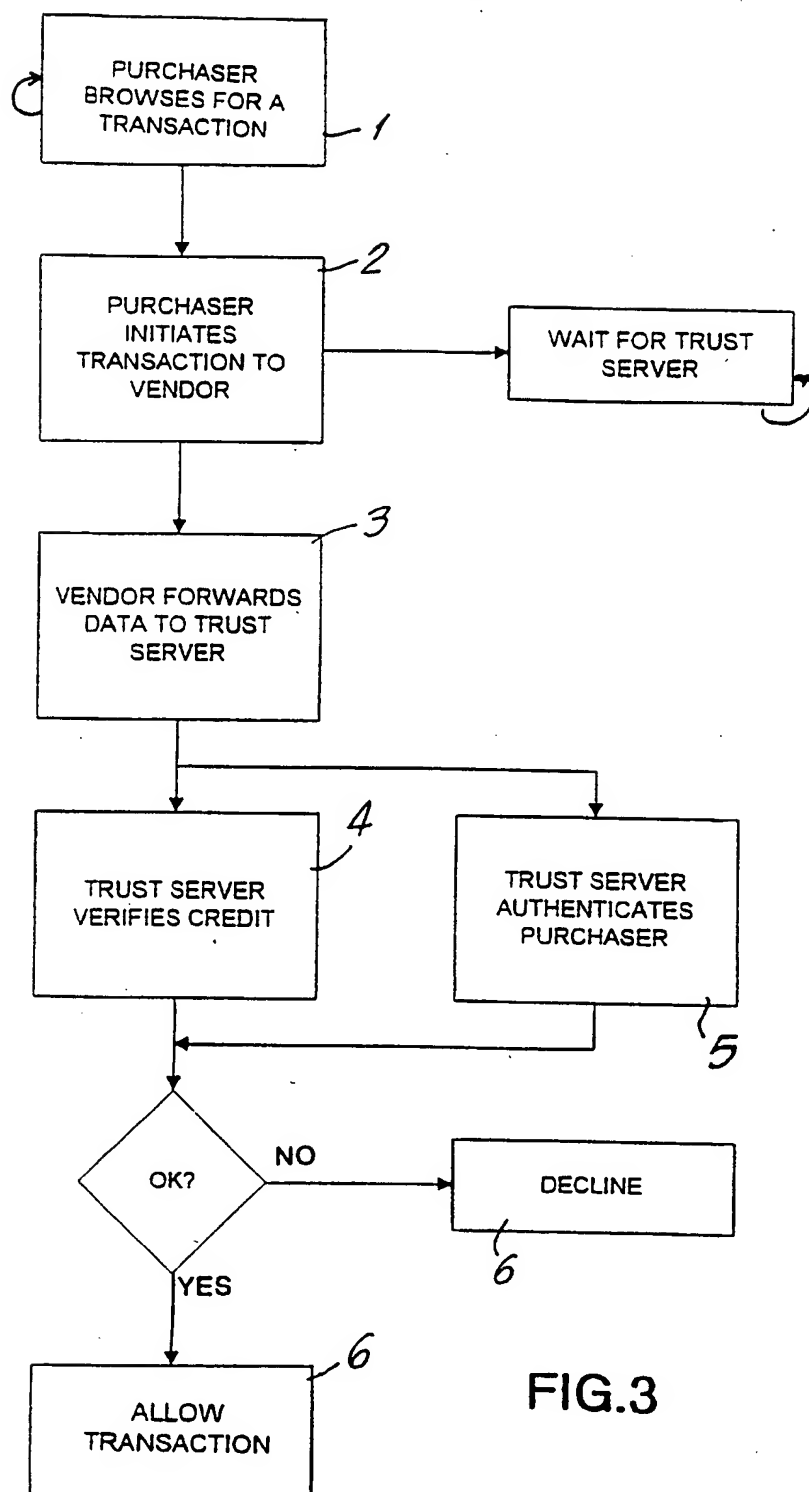 PURCHASER
BROWSES FOR A
TRANSACTION
1
2
PURCHASER
INITIATES
TRANSACTION TO
VENDOR
WAIT FOR TRUST
SERVER
3
VENDOR FORWARDS
DATA TO TRUST
SERVER
4
TRUST SERVER
VERIFIES CREDIT
TRUST SERVER
AUTHENTICATES
PURCHASER
5
OK?
NO
DECLINE
6
YES
6
ALLOW
TRANSACTION
FIG.3